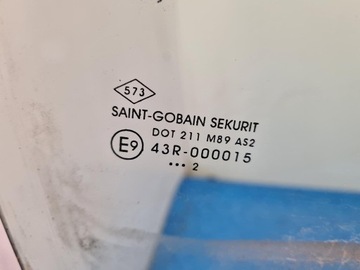 573
SAINT-GOBAIN SEKURIT
DOT 211 M89 AS2
E9 43R-000015
••• 2